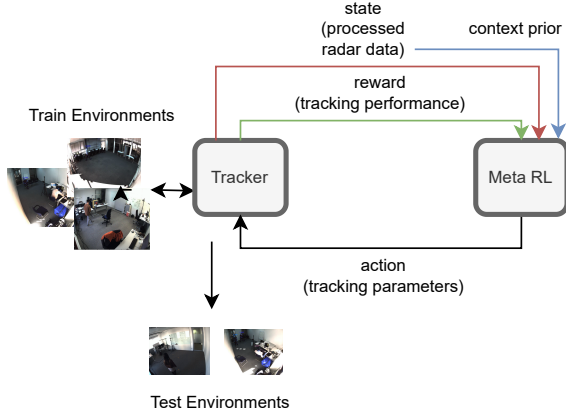 state
(processed
radar data)
context prior
reward
(tracking performance)
Train Environments
Tracker
Meta RL
action
(tracking parameters)
Test Environments